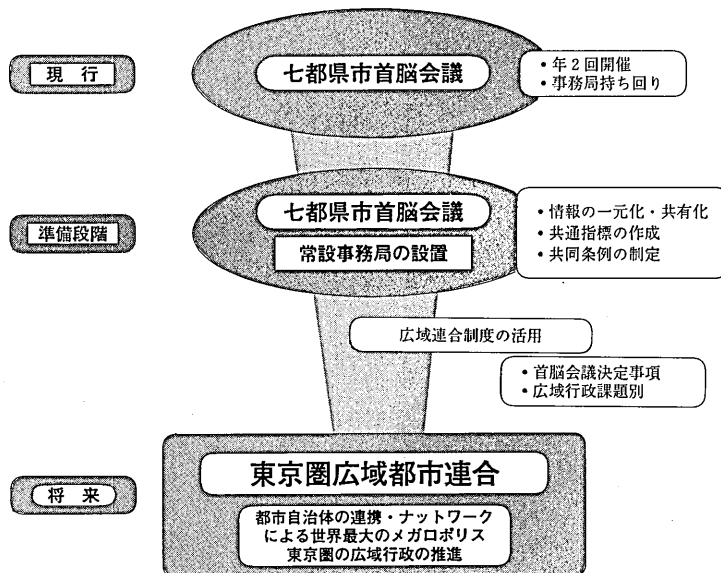 現 行
七都県市首脳会議
・年2回開催
・事務局持ち回り
準備段階
七都県市首脳会議
常設事務局の設置
・情報の一元化・共有化
・共通指標の作成
・共同条例の制定
広域連合制度の活用
・首脳会議決定事項
・広域行政課題別
将 来
東京圏広域都市連合
都市自治体の連携・ナットワーク
による世界最大のメガロポリス
東京圏の広域行政の推進